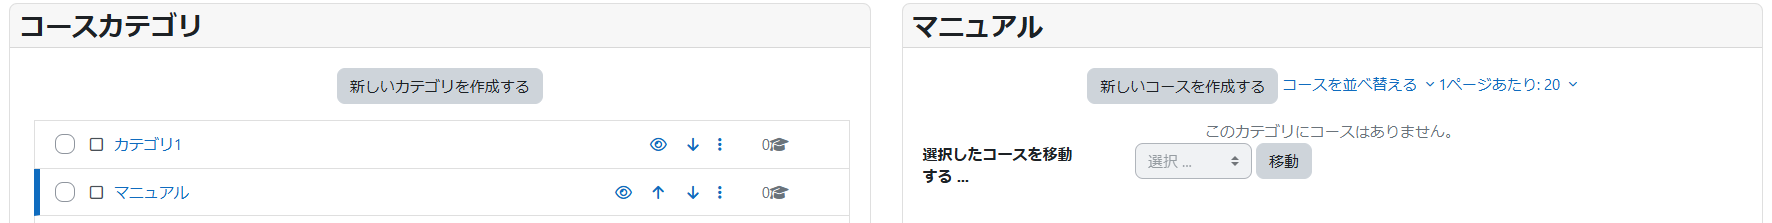 コースカテゴリ
新しいカテゴリを作成する
カテゴリ1
0
マニュアル
0
マニュアル
新しいコースを作成する コースを並べ替える 1ページあたり: 20
このカテゴリにコースはありません。
選択したコースを移動
する ...
選択 ... 移動